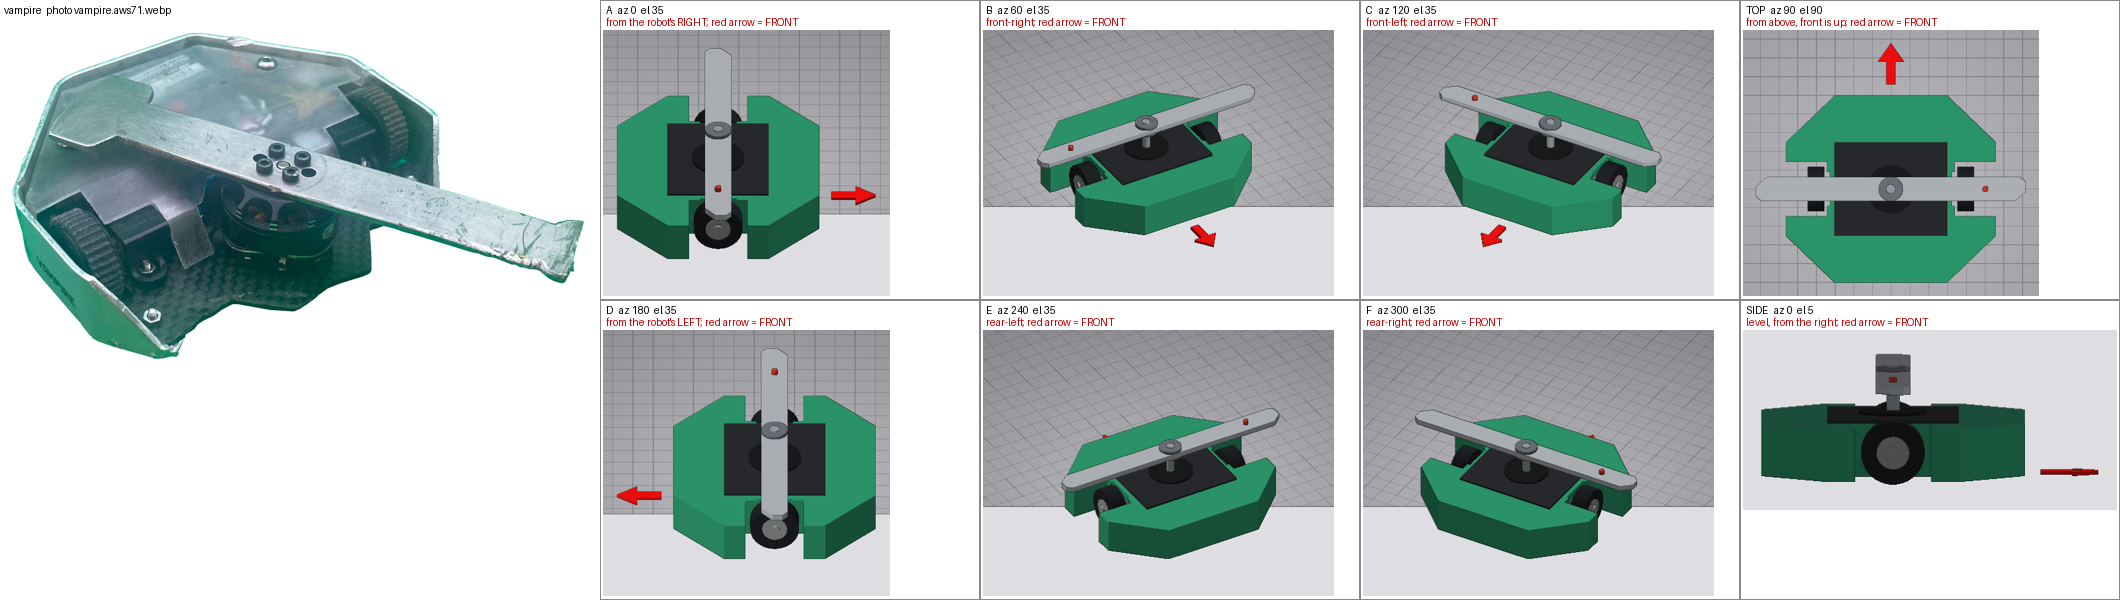 vampire photo vampire.aws71.webp
A az 0 el 35
from the robot's RIGHT; red arrow = FRONT
B az 60 el 35
front-right; red arrow = FRONT
C az 120 el 35
front-left; red arrow = FRONT
TOP az 90 el 90
from above, front is up; red arrow = FRONT
D az 180 el 35
from the robot's LEFT; red arrow = FRONT
E az 240 el 35
rear-left; red arrow = FRONT
F az 300 el 35
rear-right; red arrow = FRONT
SIDE az 0 el 5
level, from the right; red arrow = FRONT